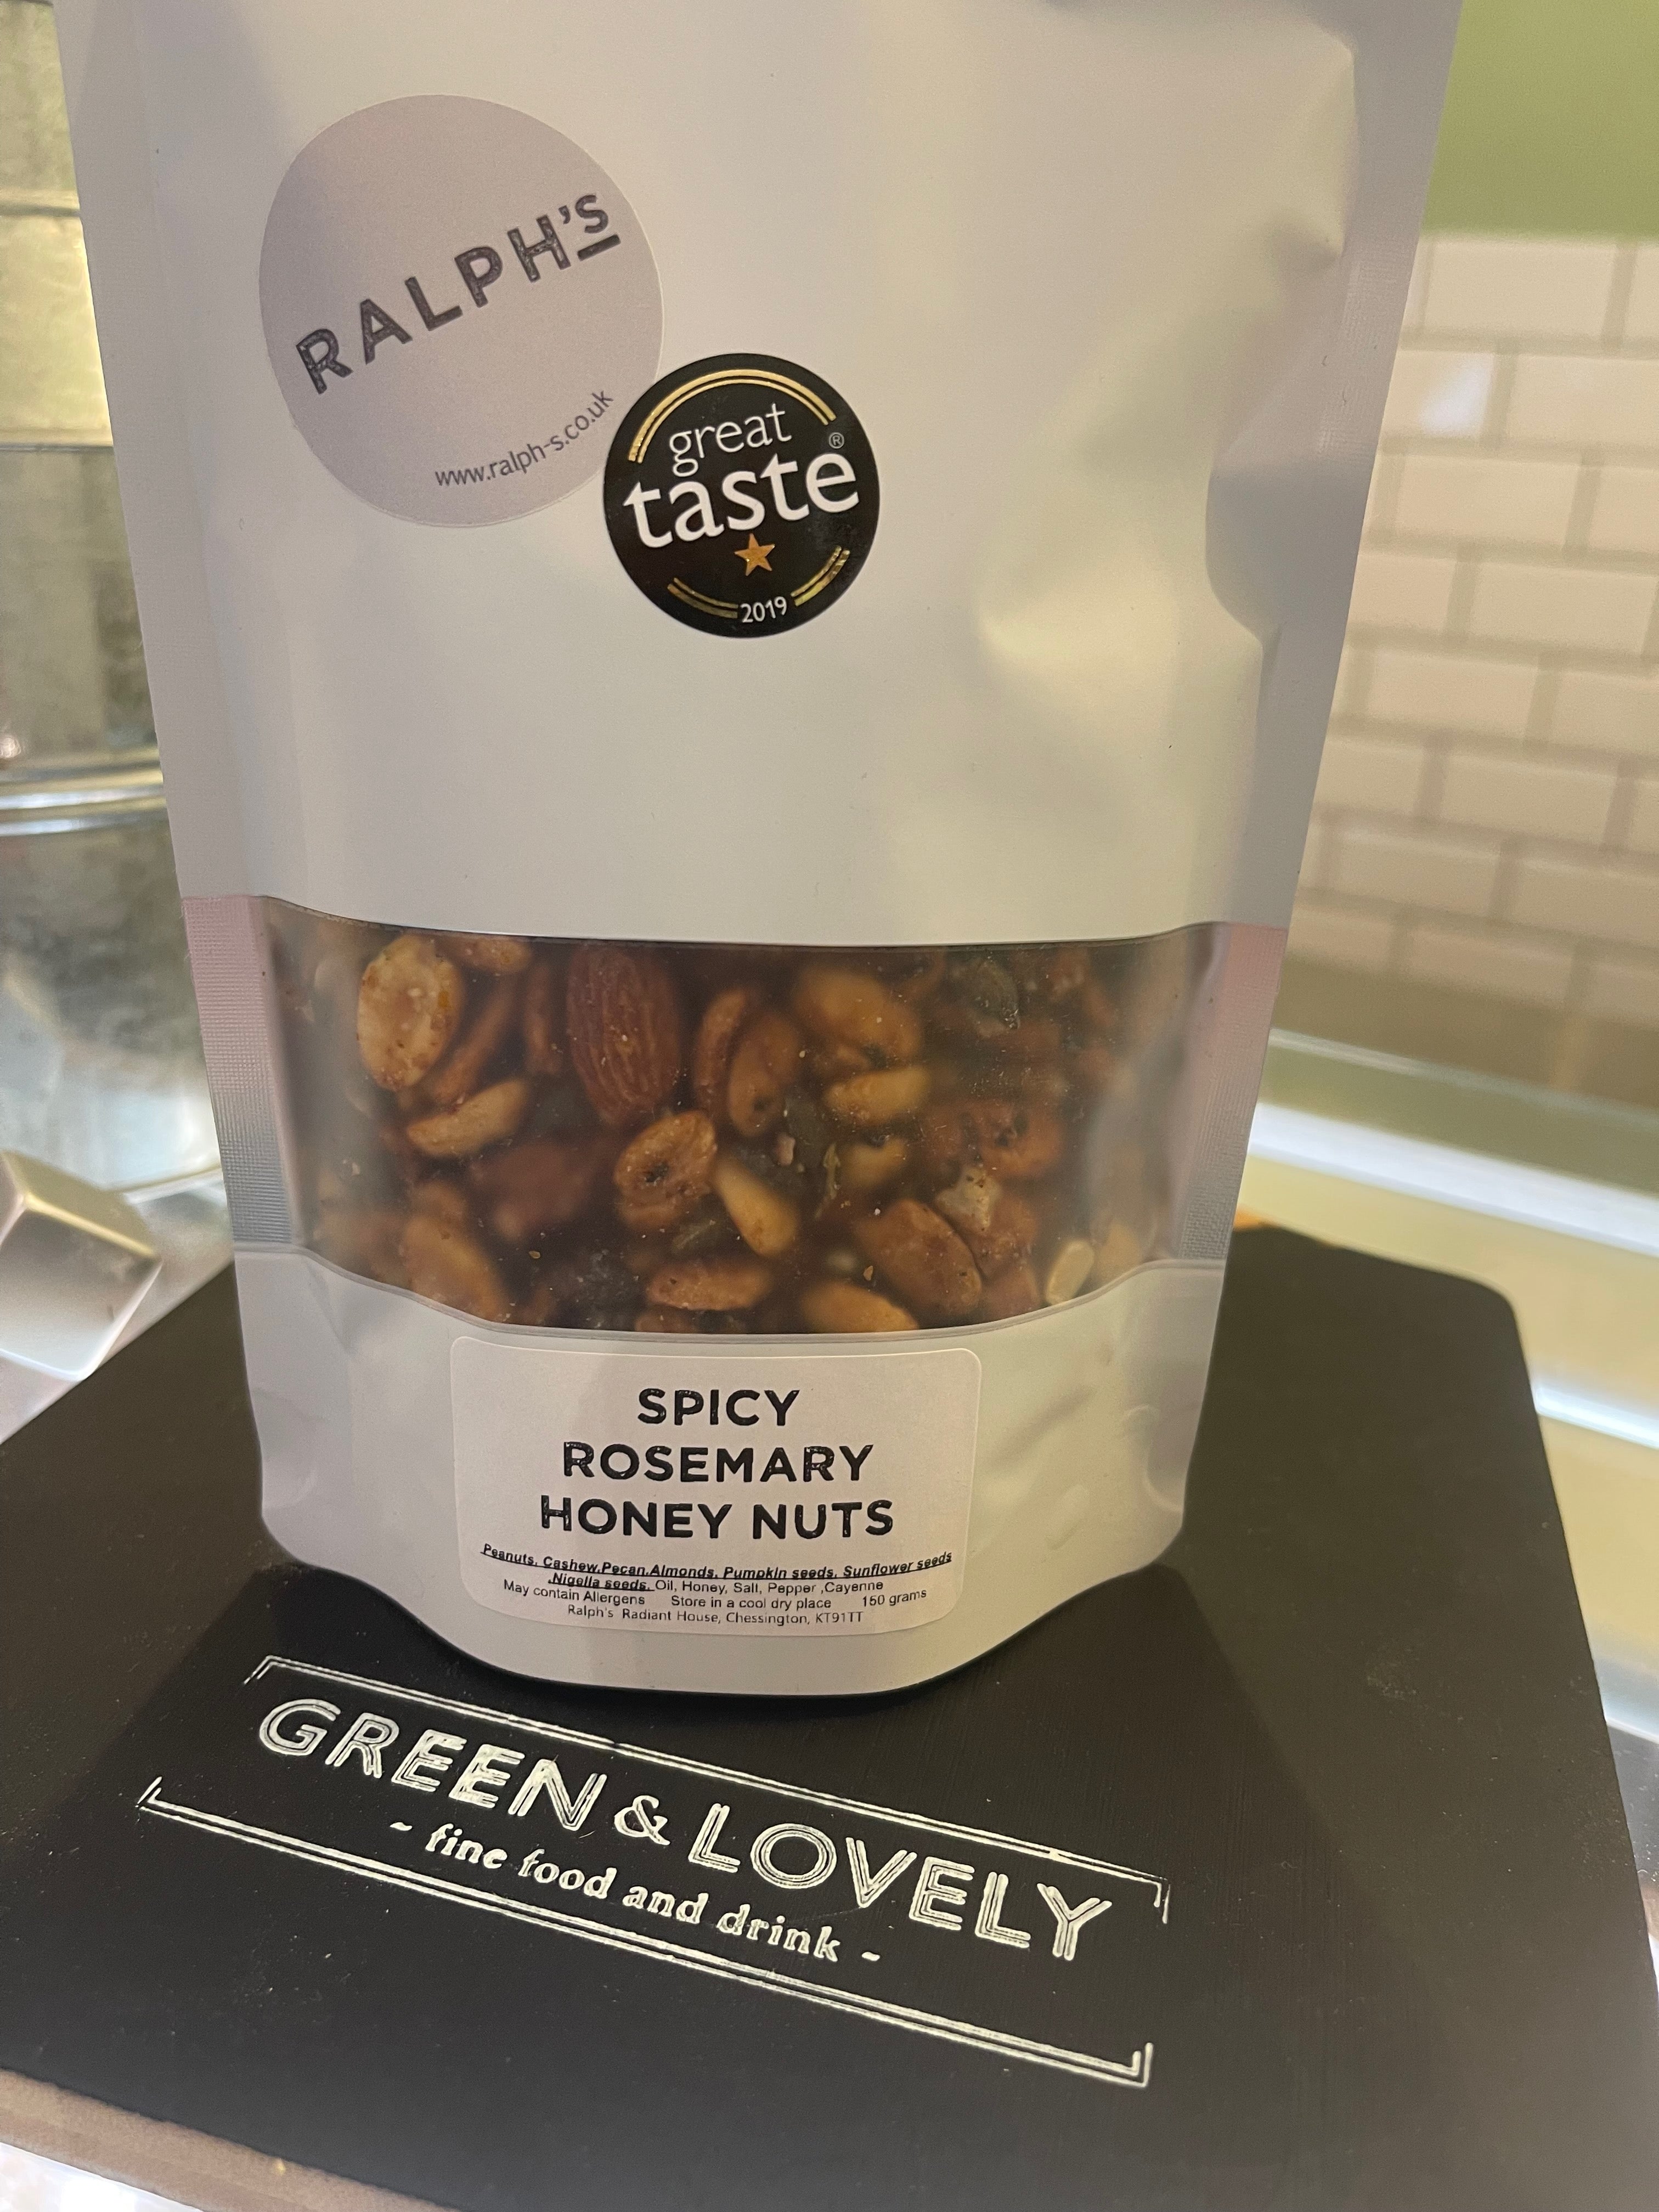 RALPH'S
www.ralph-s.co.uk
great
taste ®
2019
SPICY
ROSEMARY
HONEY NUTS
Peanuts, Cashew,Pecan,Almonds, Pumpkin seeds, Sunflower seeds
,Nigella seeds, Oil, Honey, Salt, Pepper ,Cayenne
May contain Allergens Store in a cool dry place 150 grams
Ralph's Radiant House, Chessington, KT91TT
GREEN & LOVELY
- fine food and drink -